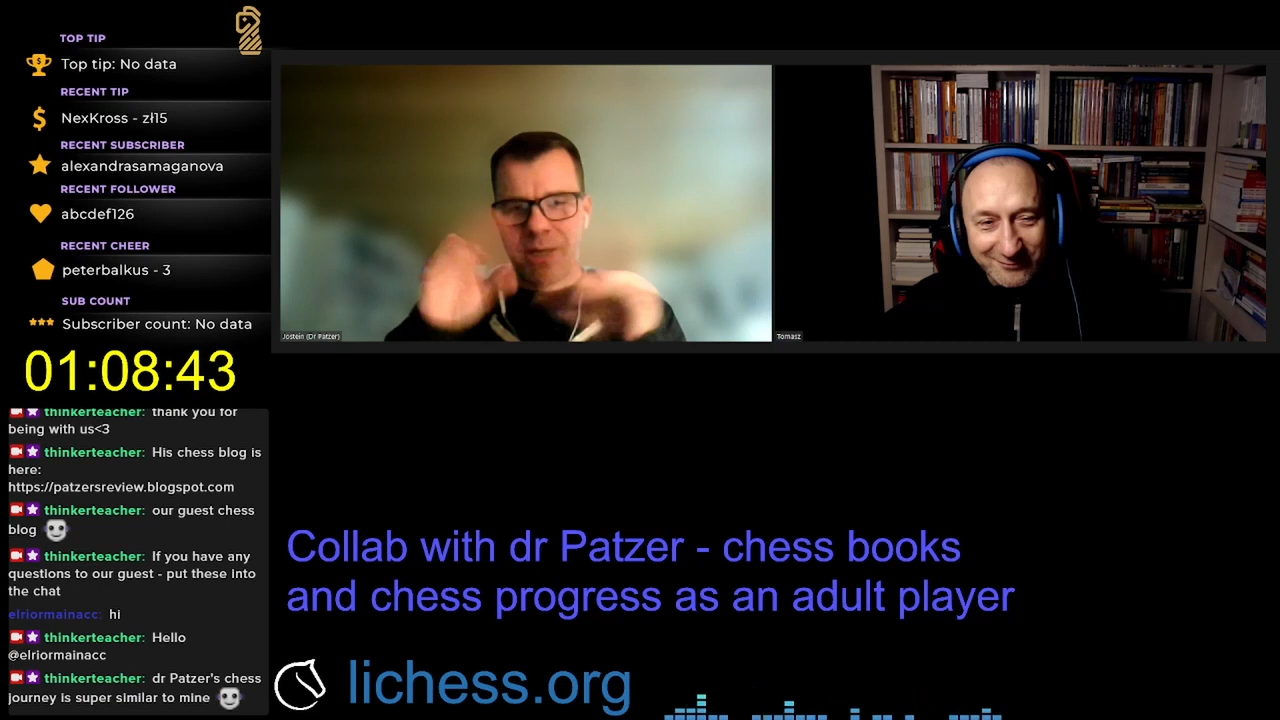 TOP TIP
Top tip: No data
RECENT TIP
NexKross - zł15
RECENT SUBSCRIBER
alexandrasamaganova
RECENT FOLLOWER
abcdef126
RECENT CHEER
peterbalkus - 3
SUB COUNT
Subscriber count: No data
01:08:43
thinkerteacher: thank you for
being with us<3
thinkerteacher: His chess blog is
here:
https://patzersreview.blogspot.com
thinkerteacher: our guest chess
blog
thinkerteacher: If you have any
questions to our guest - put these into
the chat
elriormainacc: hi
thinkerteacher: Hello
@elriormainacc
thinkerteacher: dr Patzer's chess
journey is super similar to mine
Jostein (Dr Patzer)
Tomasz
Collab with dr Patzer - chess books
and chess progress as an adult player
lichess.org